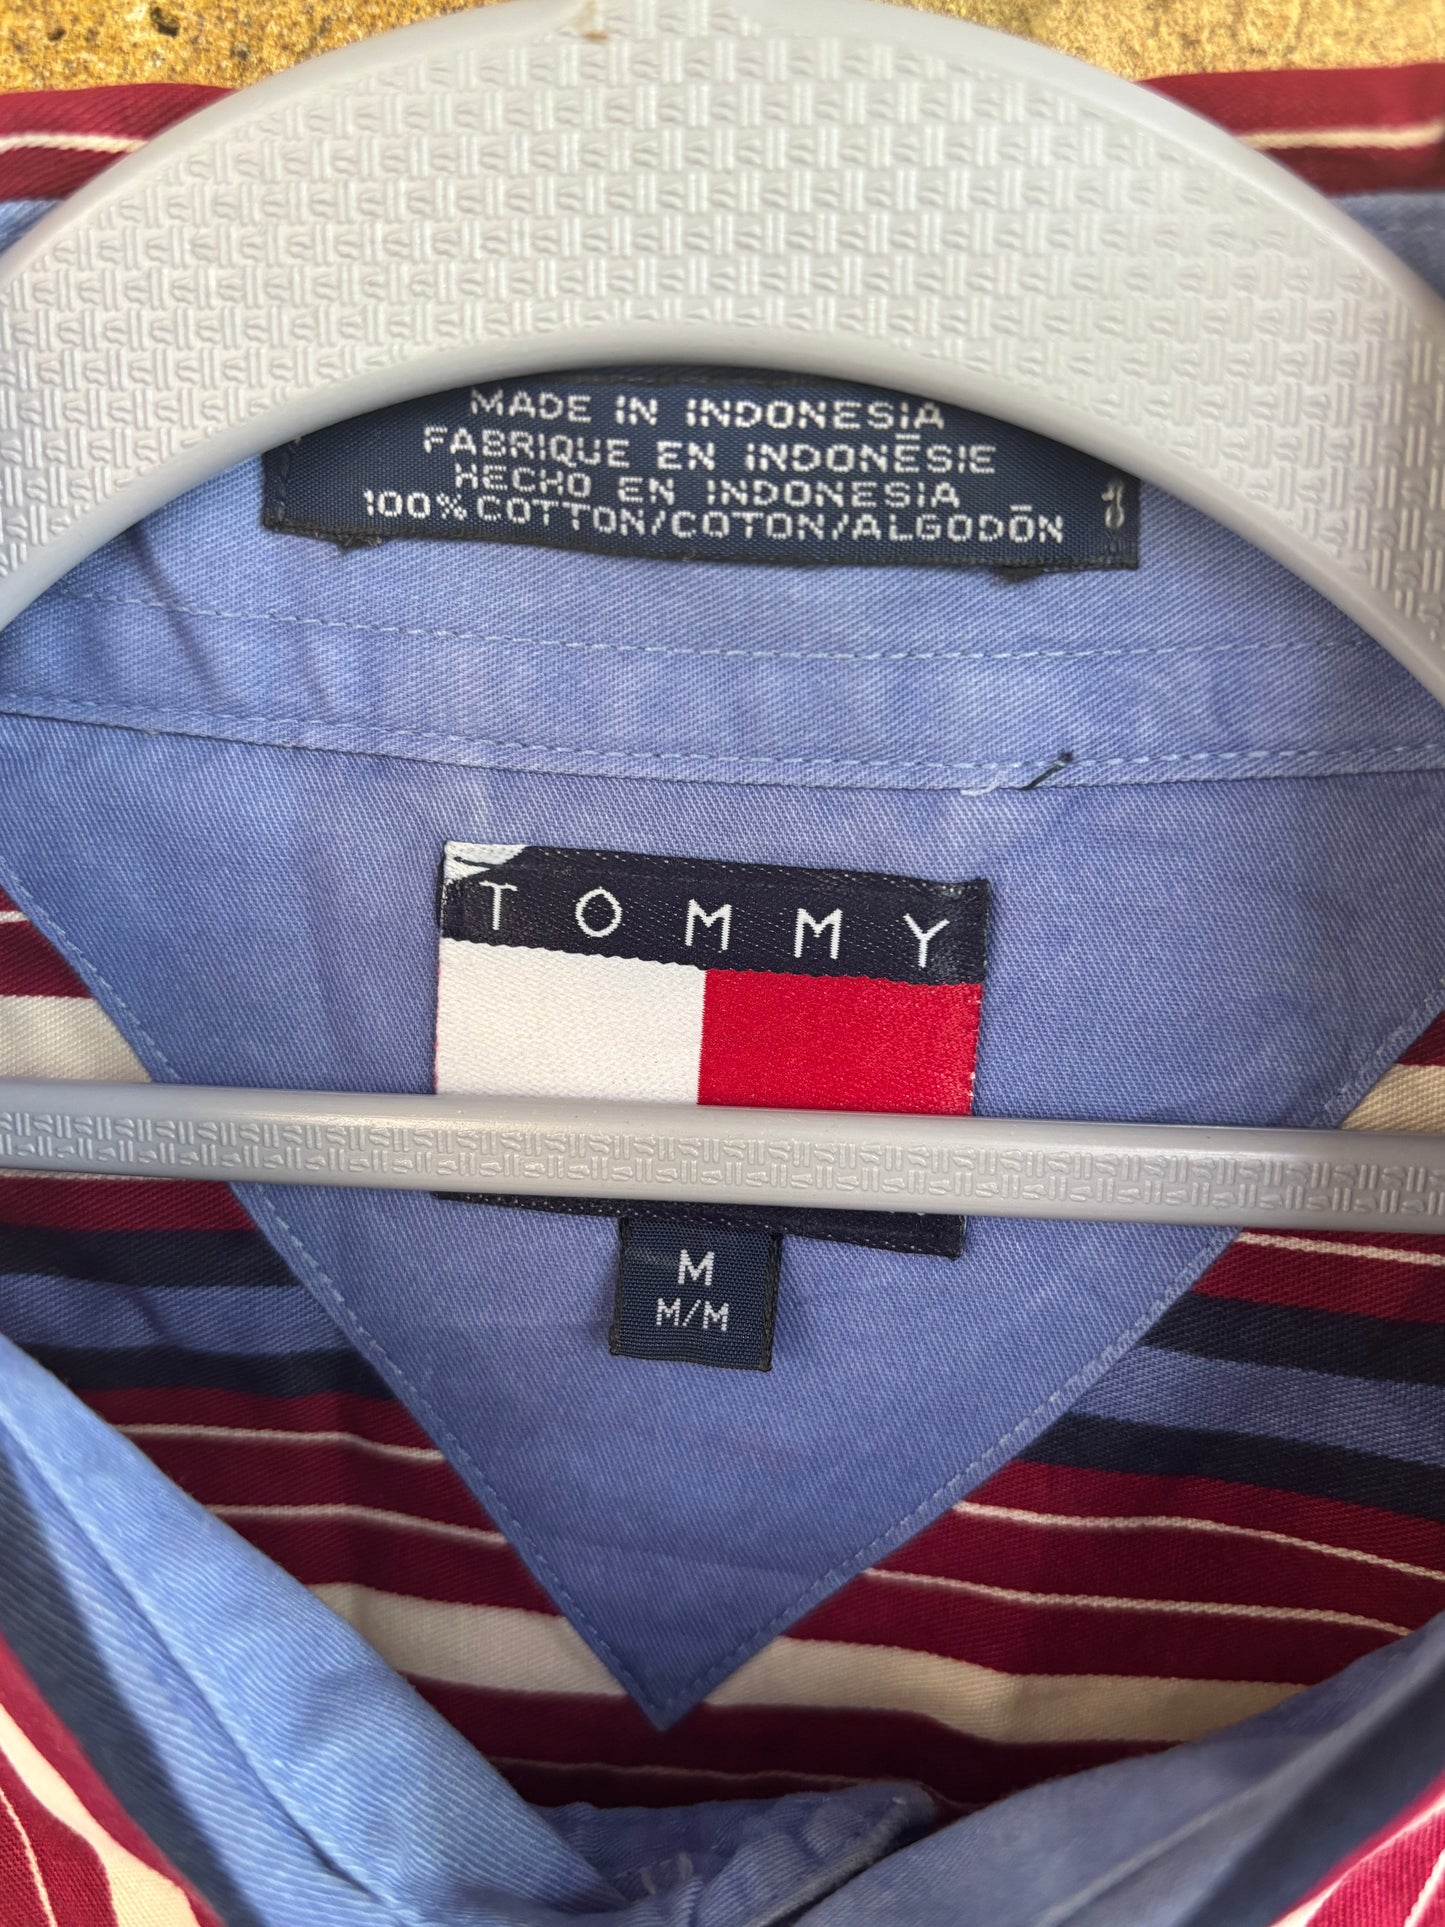 MADE IN INDONESIA
FABRIQUE EN INDONĒSIE
HECHO EN INDONESIA
100% COTTON/COTON/ALGODŌN
TOMMY
M
M/M